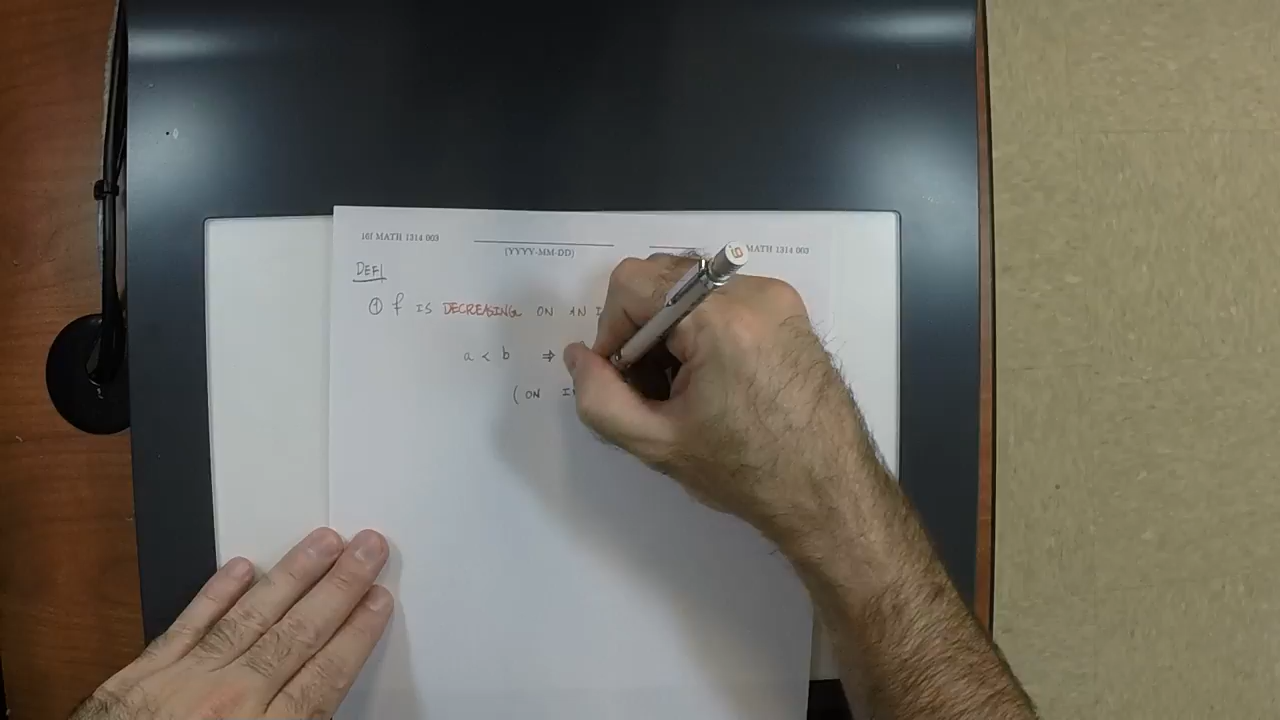 16f MATH 1314 003 MATH 1314 003
(YYYY-MM-DD)
DEF
① f IS DECREASING ON AN
a < b ⇒
(ON